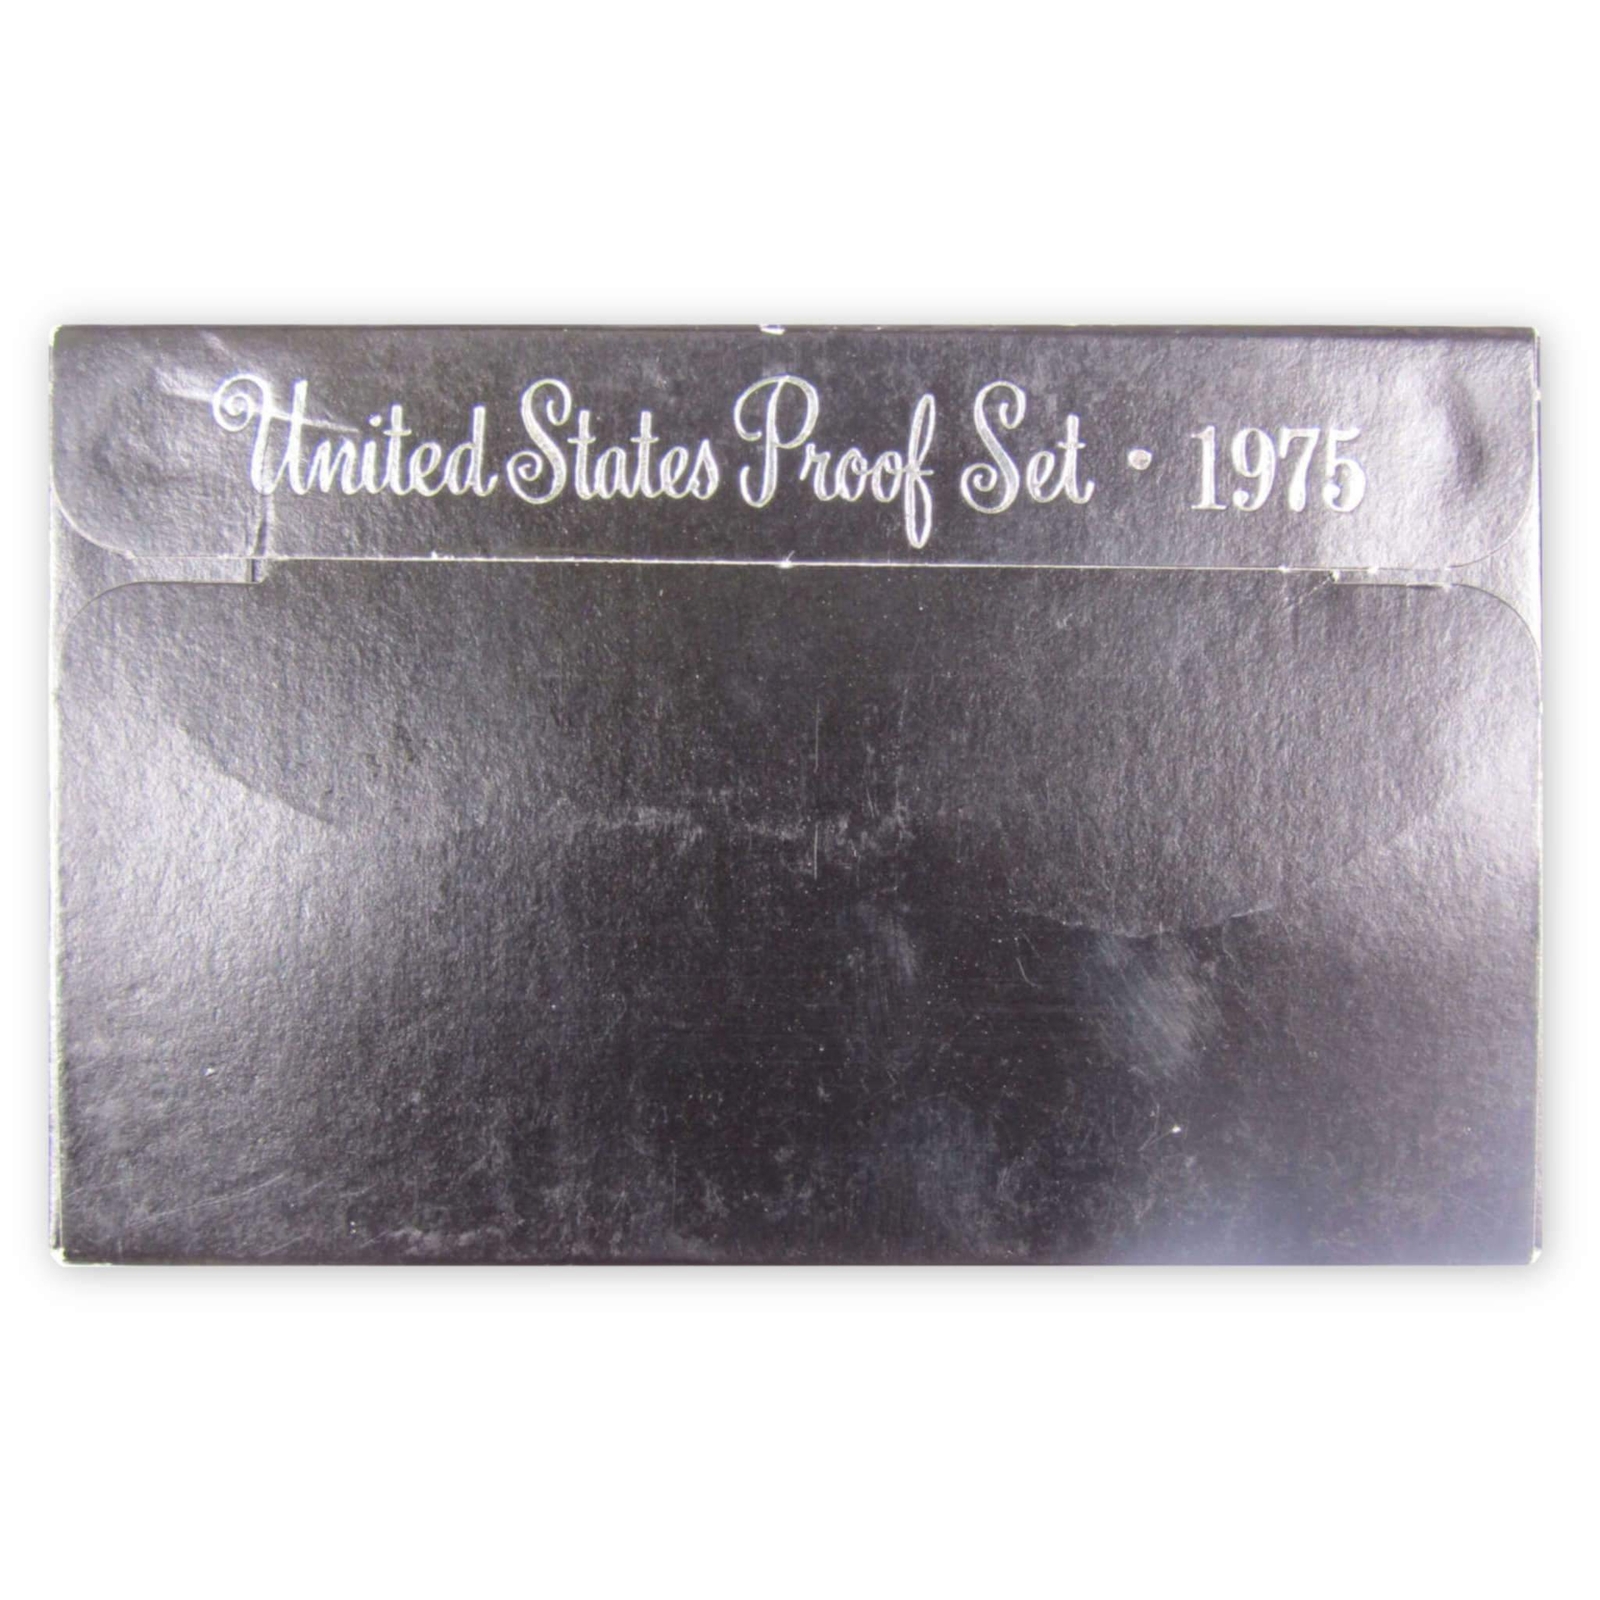 United States Proof Set · 1975